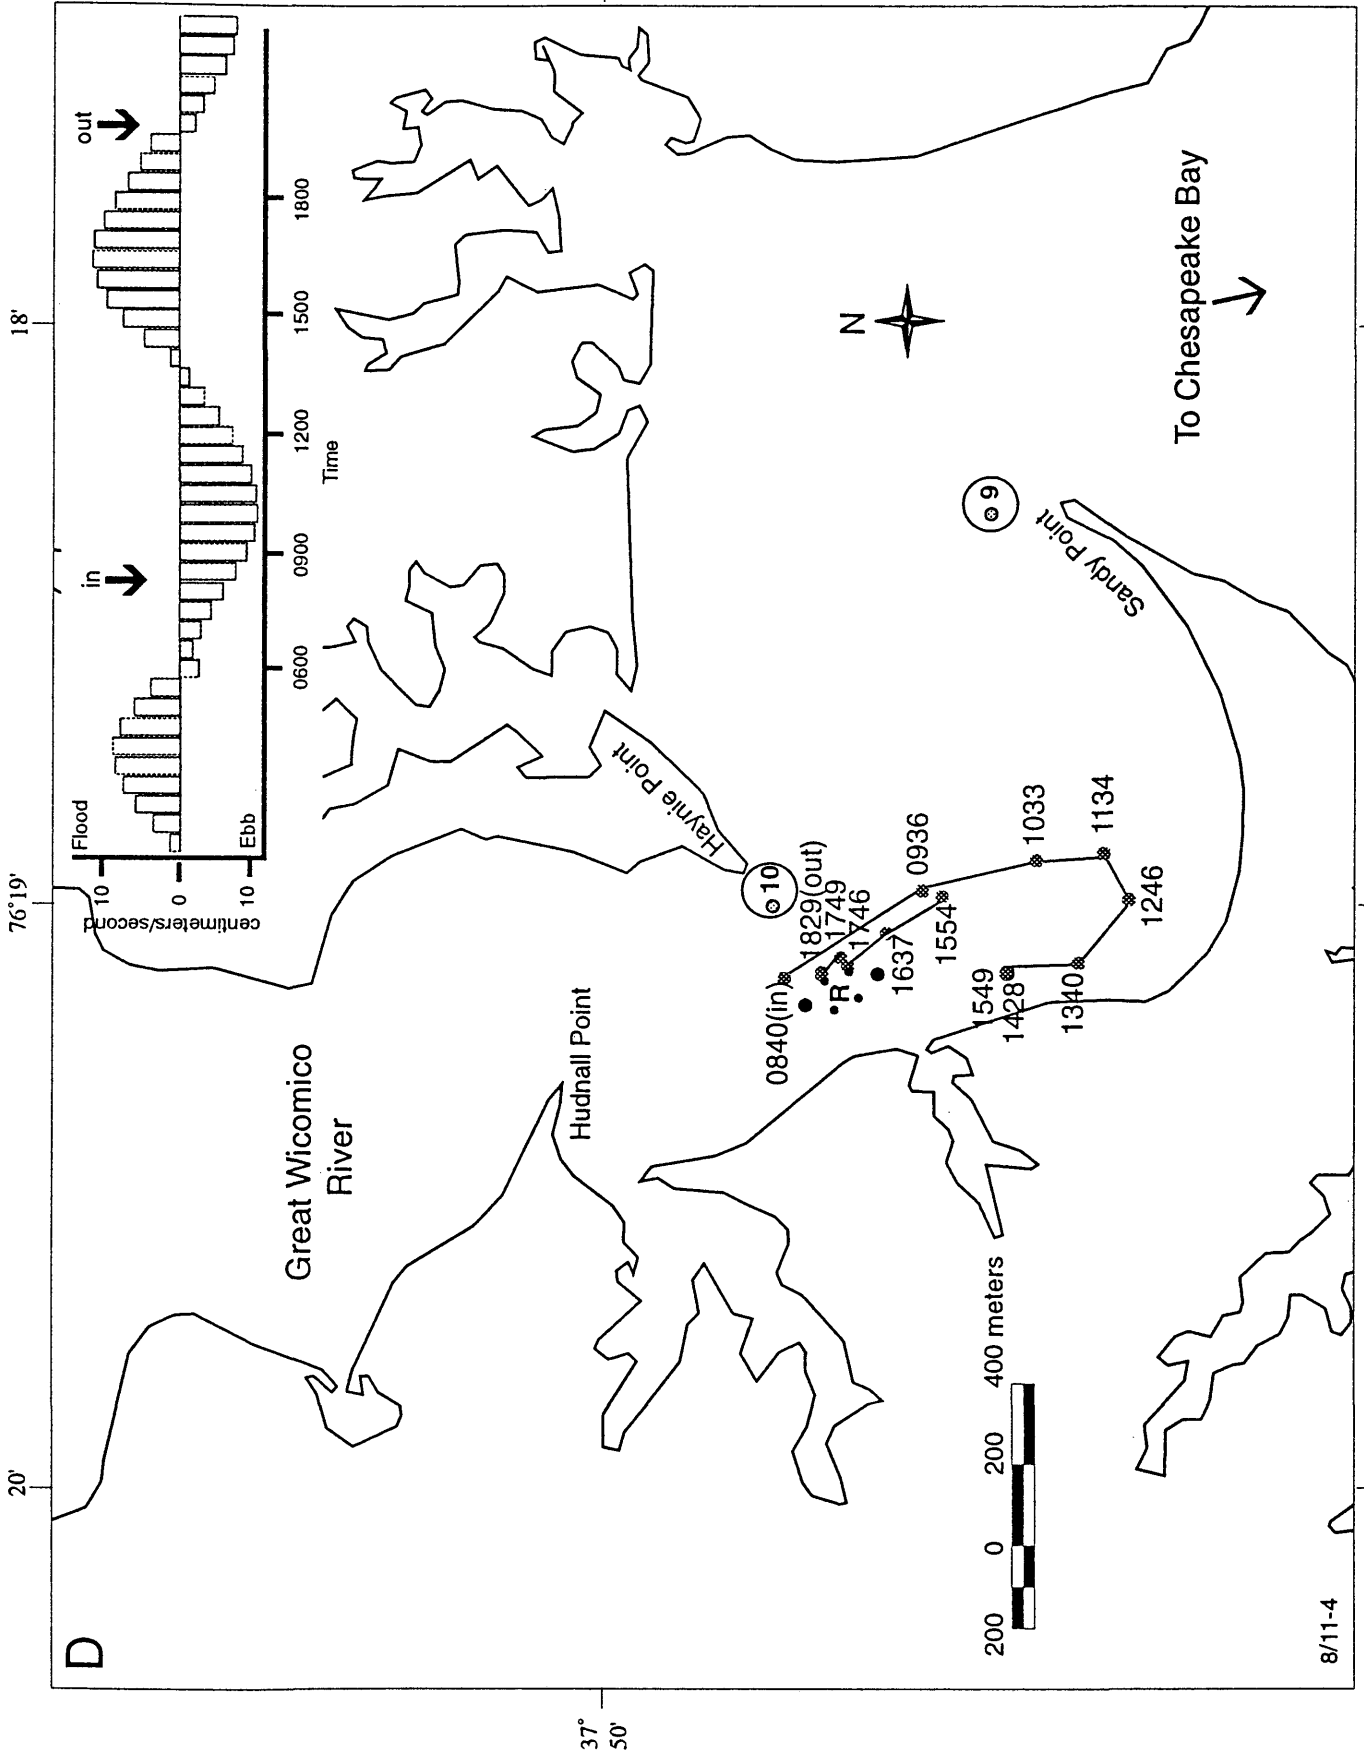 D
20'
76°19'
18'
37°
50'
Flood
Ebb
10
0
10
centimeters/second
in
out
0600
0900
1200
1500
1800
Time
Great Wicomico
River
Hudnall Point
Haynie Point
Sandy Point
10
9
N
R
0840(in)
1829(out)
1749
1746
1637
1554
0936
1033
1134
1246
1340
1428
1549
To Chesapeake Bay
200
0
200
400 meters
8/11-4